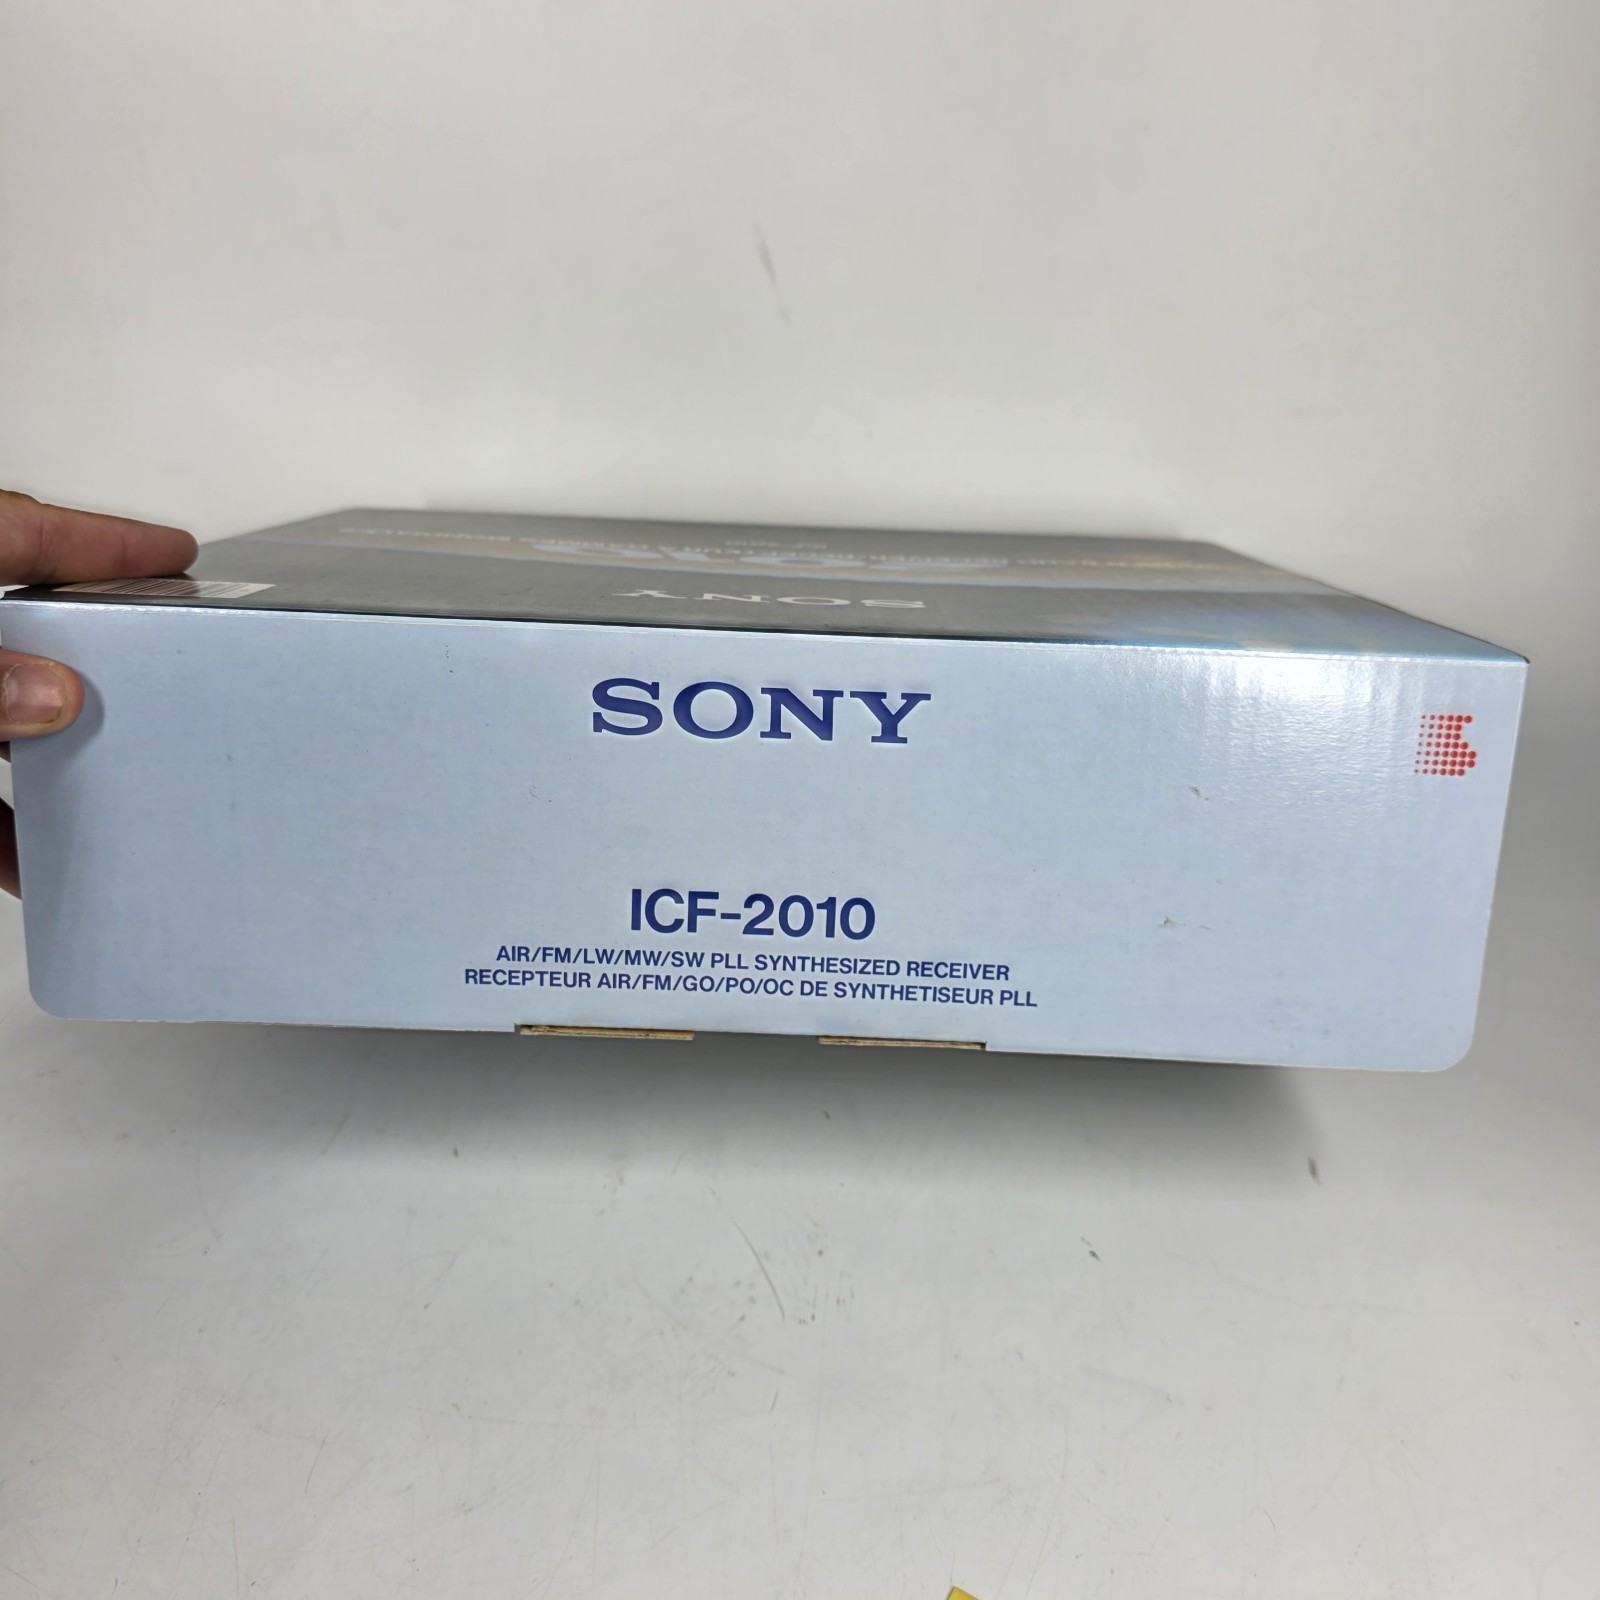 SONY
SONY
ICF-2010
AIR/FM/LW/MW/SW PLL SYNTHESIZED RECEIVER
RECEPTEUR AIR/FM/GO/PO/OC DE SYNTHETISEUR PLL